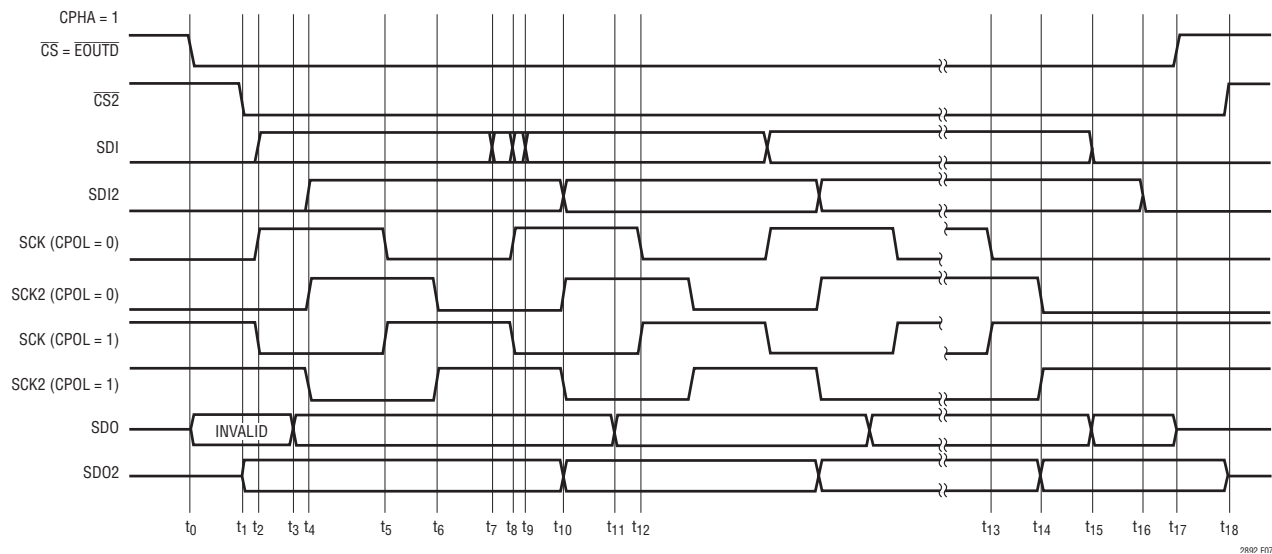 CPHA = 1
CS = EOUTD
CS2
SDI
SDI2
SCK (CPOL = 0)
SCK2 (CPOL = 0)
SCK (CPOL = 1)
SCK2 (CPOL = 1)
SDO INVALID
SDO2
t0 t1 t2 t3 t4 t5 t6 t7 t8 t9 t10 t11 t12 t13 t14 t15 t16 t17 t18
2892 F07